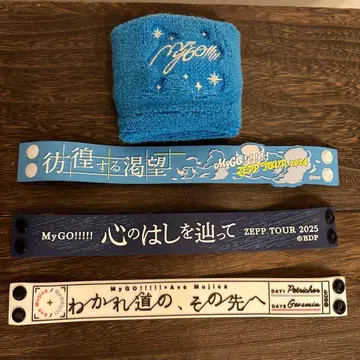 MyGO!!!!!
彷徨する渇望
MyGO!!!!!
ZEPP TOUR 2024
MyGO!!!!! 心のはしを辿って ZEPP TOUR 2025
©BDP
MyGO!!!!!×Ave Mujica
わかれ道の、その先へ
DAY1 Petrichor
DAY2 Geosmin